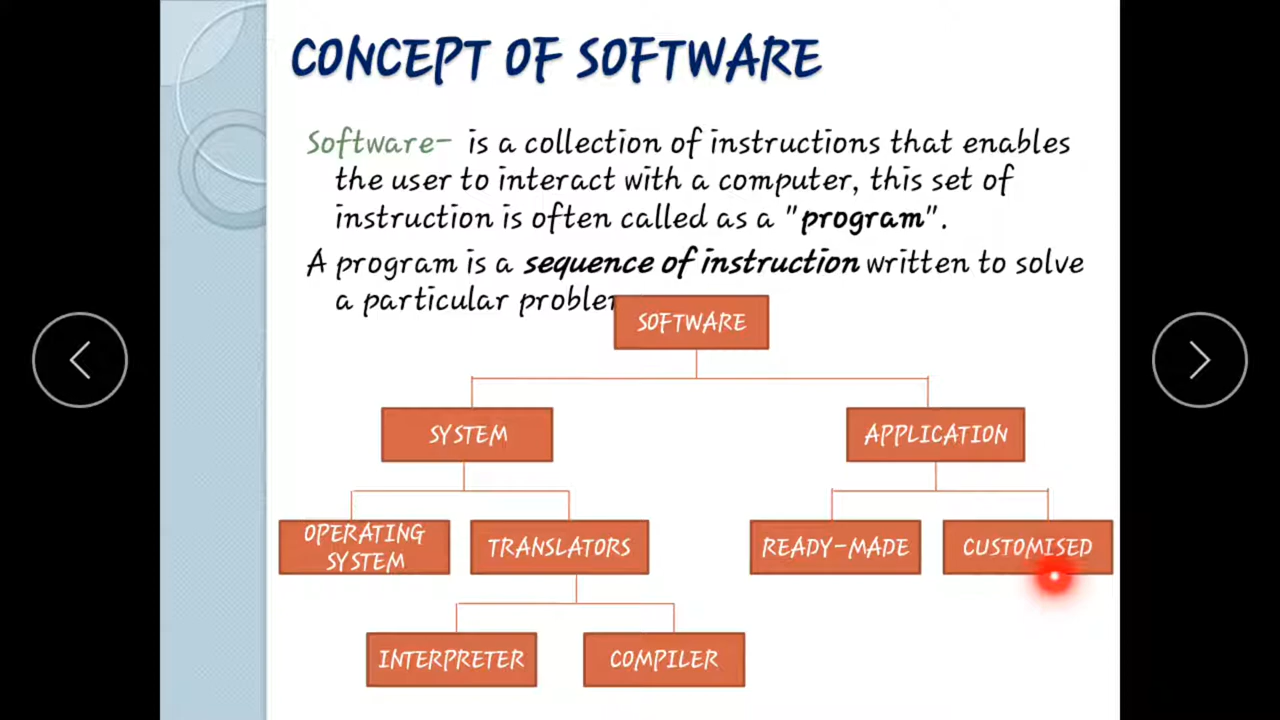 CONCEPT OF SOFTWARE
Software- is a collection of instructions that enables
the user to interact with a computer, this set of
instruction is often called as a "program".
A program is a sequence of instruction written to solve
a particular
SOFTWARE
SYSTEM
APPLICATION
OPERATING
SYSTEM
TRANSLATORS
READY-MADE
CUSTOMISED
INTERPRETER
COMPILER